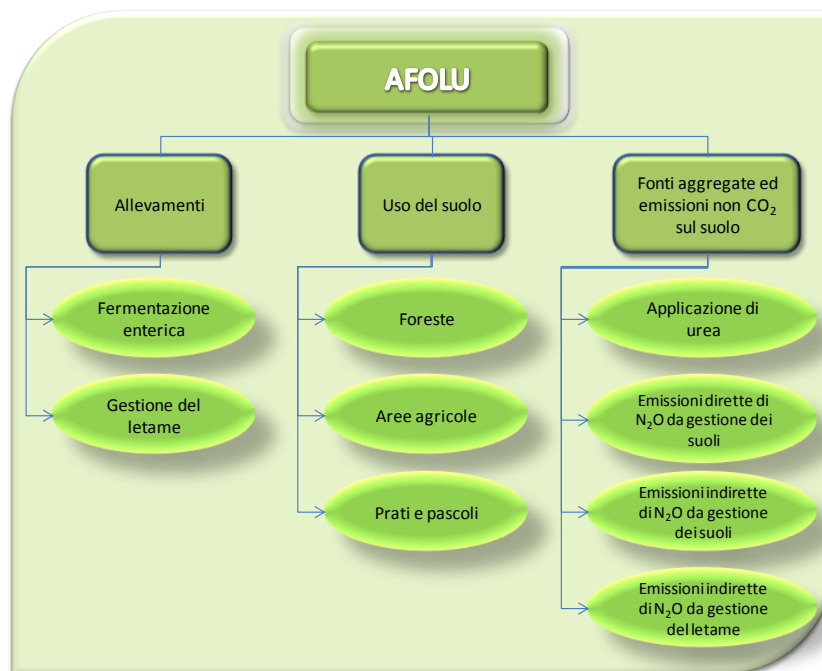 AFOLU
Allevamenti
Fermentazione
enterica
Gestione del
letame
Uso del suolo
Foreste
Aree agricole
Prati e pascoli
Fonti aggregate ed
emissioni non CO₂
sul suolo
Applicazione di
urea
Emissioni dirette di
N₂O da gestione dei
suoli
Emissioni indirette
di N₂O da gestione
dei suoli
Emissioni indirette
di N₂O da gestione
del letame